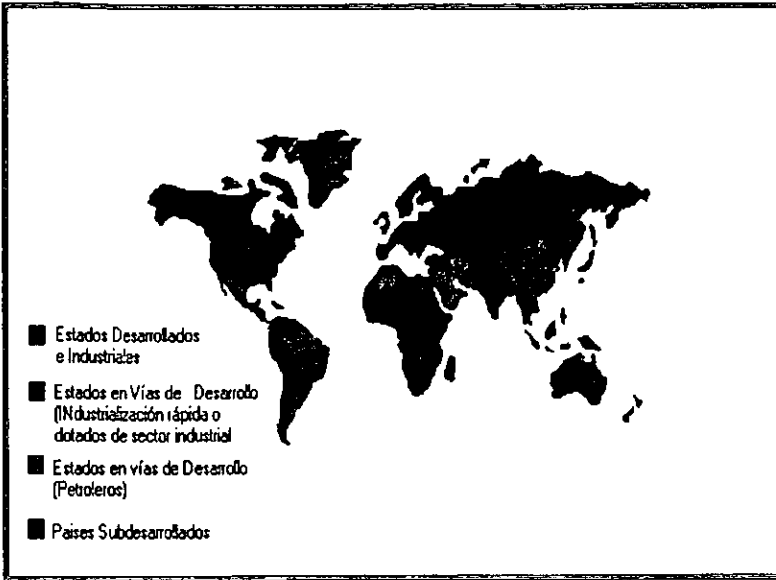 Estados Desarrollados
e Industriales
Estados en Vías de Desarrollo
(INdustrialización rápida o
dotados de sector industrial
Estados en vías de Desarrollo
(Petroleros)
Paises Subdesarrollados